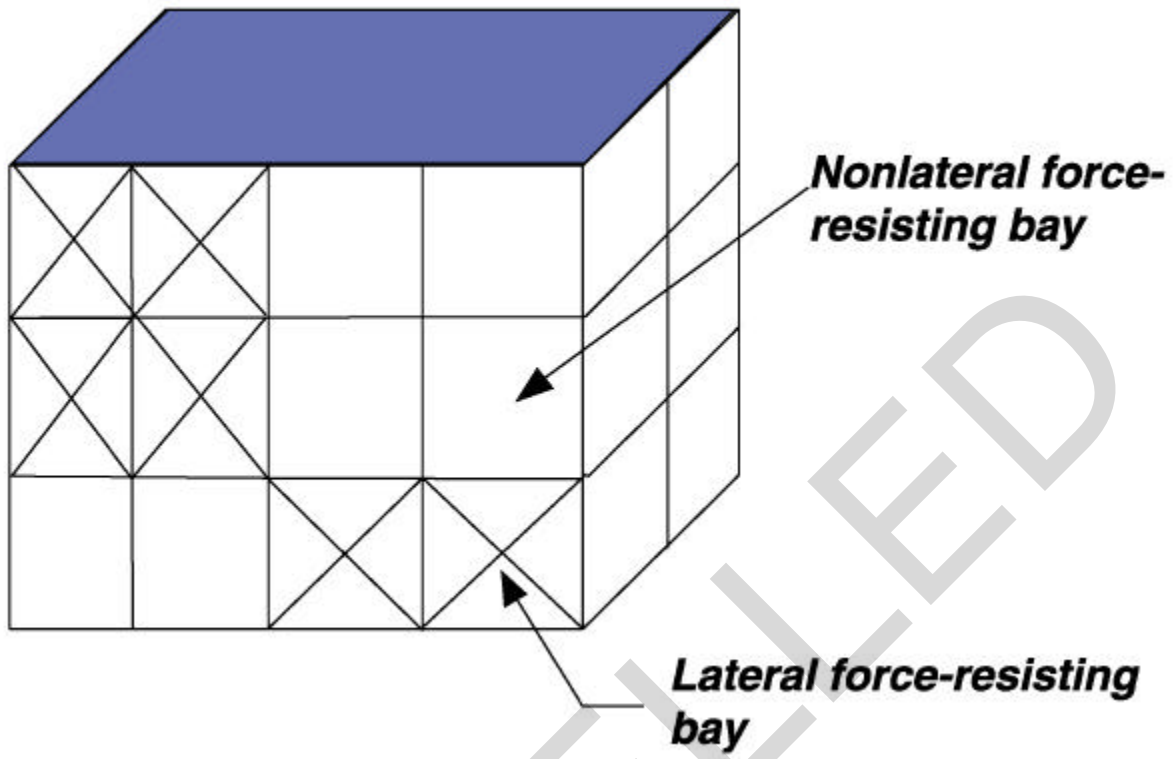 Nonlateral force-
resisting bay
Lateral force-resisting
bay